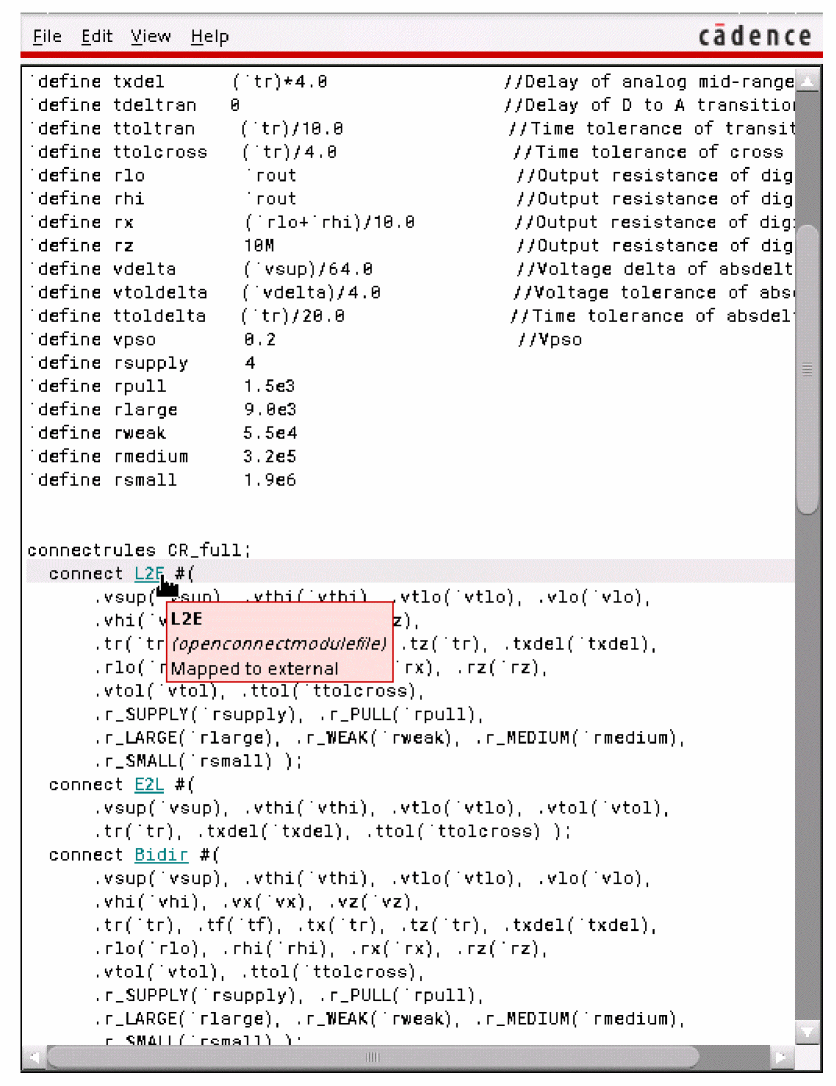 File Edit View Help cādence
`define txdel (`tr)*4.0 //Delay of analog mid-range
`define tdeltran 0 //Delay of D to A
`define ttoltran (`tr)/10.0 //Time tolerance of
`define ttolcross (`tr)/4.0 //Time tolerance of cross
`define rlo `rout //Output resistance of dig
`define rhi `rout //Output resistance of dig
`define rx (`rlo+`rhi)/10.0 //Output resistance of
`define rz 10M //Output resistance of dig
`define vdelta (`vsup)/64.0 //Voltage delta of absdelt
`define vtoldelta (`vdelta)/4.0 //Voltage tolerance of
`define ttoldelta (`tr)/20.0 //Time tolerance of
`define vpso 0.2 //Vpso
`define rsupply 4
`define rpull 1.5e3
`define rlarge 9.0e3
`define rweak 5.5e4
`define rmedium 3.2e5
`define rsmall 1.9e6
connectrules CR_full;
connect L2E #(
.vsup(`vsup), .vthi(`vthi), .vtlo(`vtlo), .vlo(`vlo),
.vhi(`v z),
.tr(`tr .tz(`tr), .txdel(`txdel),
.rlo(`r `rx), .rz(`rz),
L2E
(openconnectmodulefile)
Mapped to external
.vtol(`vtol), .ttol(`ttolcross),
.r_SUPPLY(`rsupply), .r_PULL(`rpull),
.r_LARGE(`rlarge), .r_WEAK(`rweak), .r_MEDIUM(`rmedium),
.r_SMALL(`rsmall) );
connect E2L #(
.vsup(`vsup), .vthi(`vthi), .vtlo(`vtlo), .vtol(`vtol),
.tr(`tr), .txdel(`txdel), .ttol(`ttolcross) );
connect Bidir #(
.vsup(`vsup), .vthi(`vthi), .vtlo(`vtlo), .vlo(`vlo),
.vhi(`vhi), .vx(`vx), .vz(`vz),
.tr(`tr), .tf(`tf), .tx(`tr), .tz(`tr), .txdel(`txdel),
.rlo(`rlo), .rhi(`rhi), .rx(`rx), .rz(`rz),
.vtol(`vtol), .ttol(`ttolcross),
.r_SUPPLY(`rsupply), .r_PULL(`rpull),
.r_LARGE(`rlarge), .r_WEAK(`rweak), .r_MEDIUM(`rmedium),
.r_SMALL(`rsmall) );